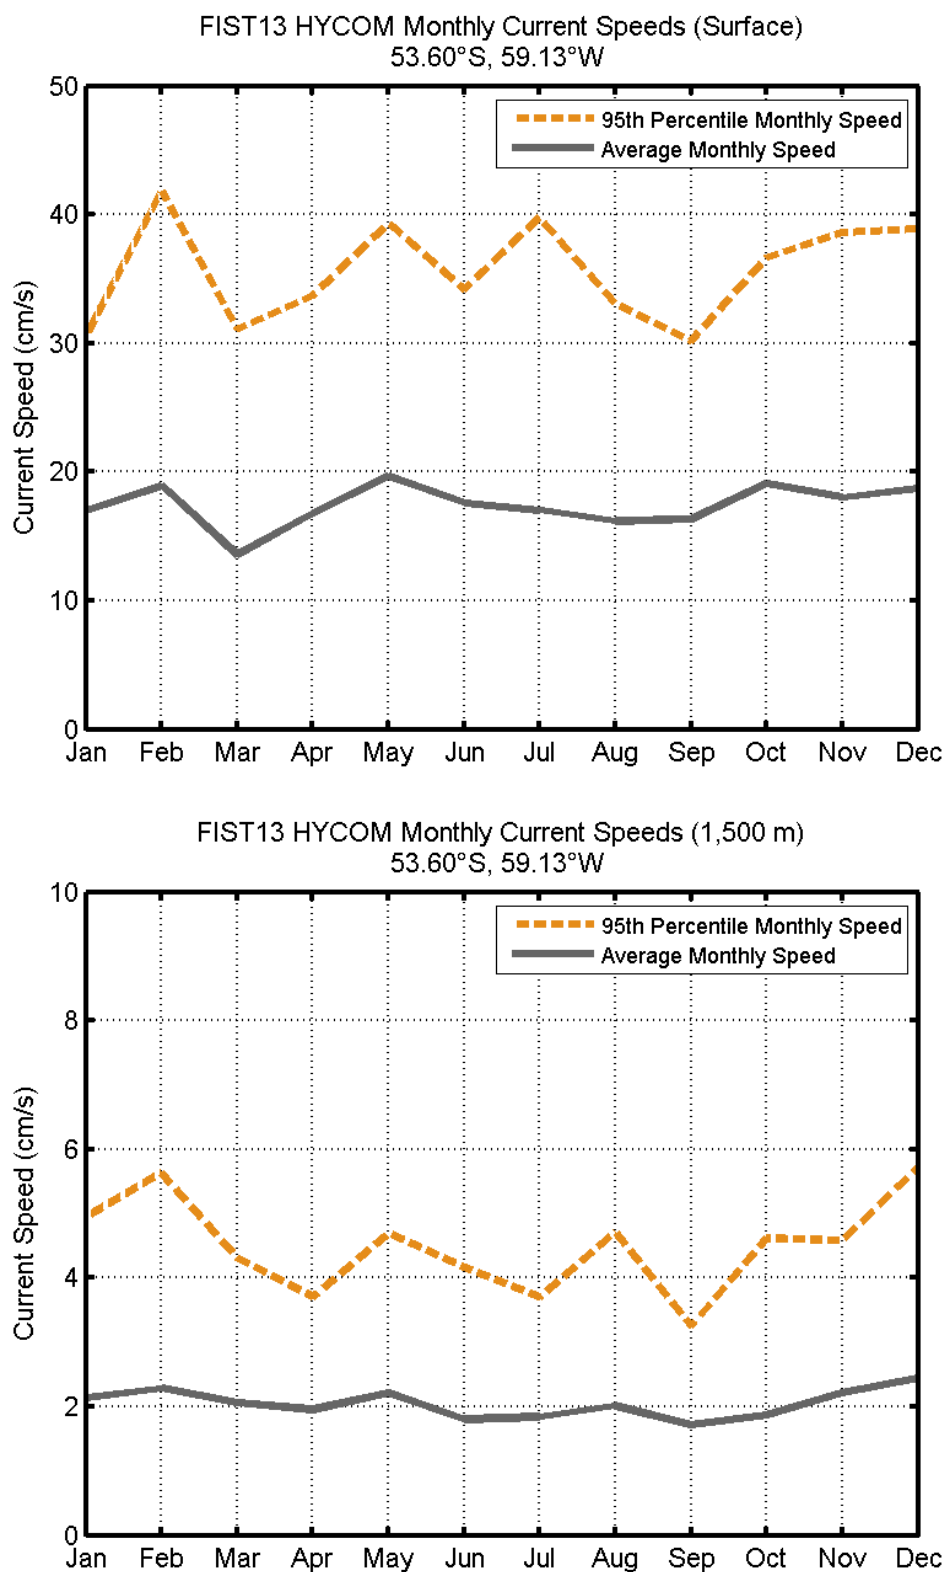 FIST13 HYCOM Monthly Current Speeds (Surface)
53.60°S, 59.13°W
50
40
30
20
10
0
Current Speed (cm/s)
95th Percentile Monthly Speed
Average Monthly Speed
Jan Feb Mar Apr May Jun Jul Aug Sep Oct Nov Dec
FIST13 HYCOM Monthly Current Speeds (1,500 m)
53.60°S, 59.13°W
10
8
6
4
2
0
Current Speed (cm/s)
95th Percentile Monthly Speed
Average Monthly Speed
Jan Feb Mar Apr May Jun Jul Aug Sep Oct Nov Dec